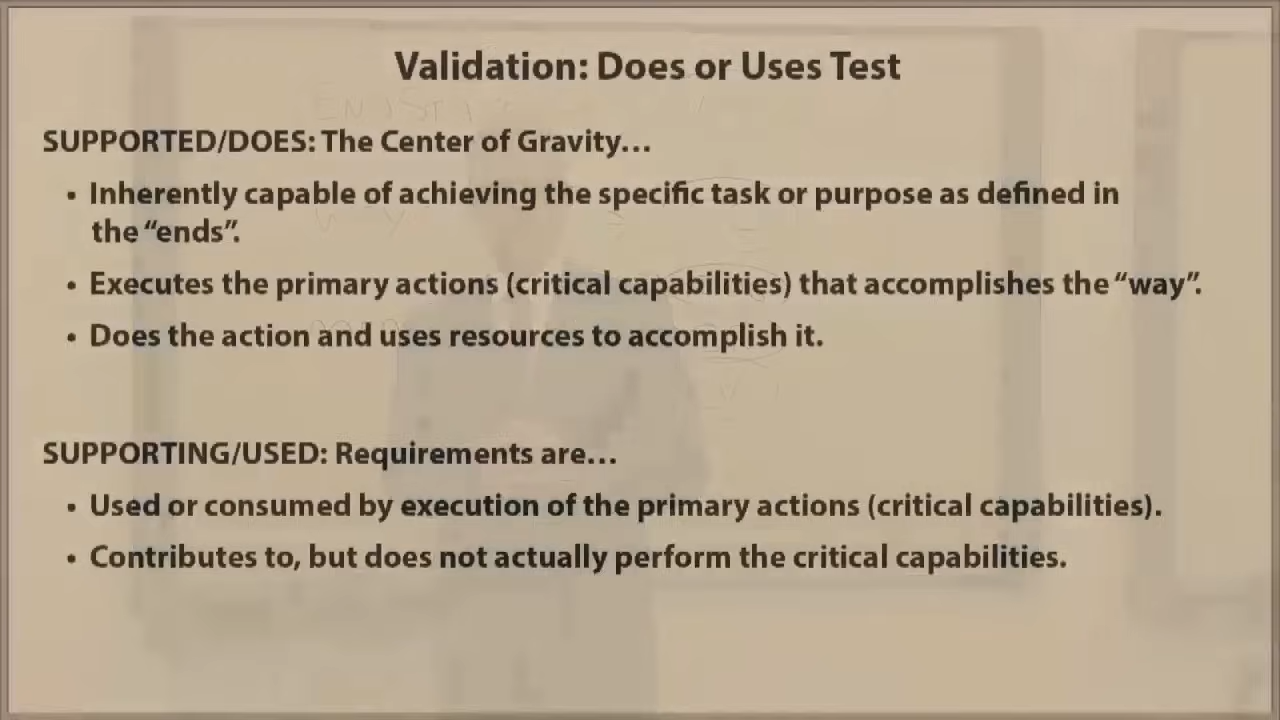 Validation: Does or Uses Test
SUPPORTED/DOES: The Center of Gravity…
• Inherently capable of achieving the specific task or purpose as defined in
the “ends”.
• Executes the primary actions (critical capabilities) that accomplishes the “way”.
• Does the action and uses resources to accomplish it.
SUPPORTING/USED: Requirements are…
• Used or consumed by execution of the primary actions (critical capabilities).
• Contributes to, but does not actually perform the critical capabilities.